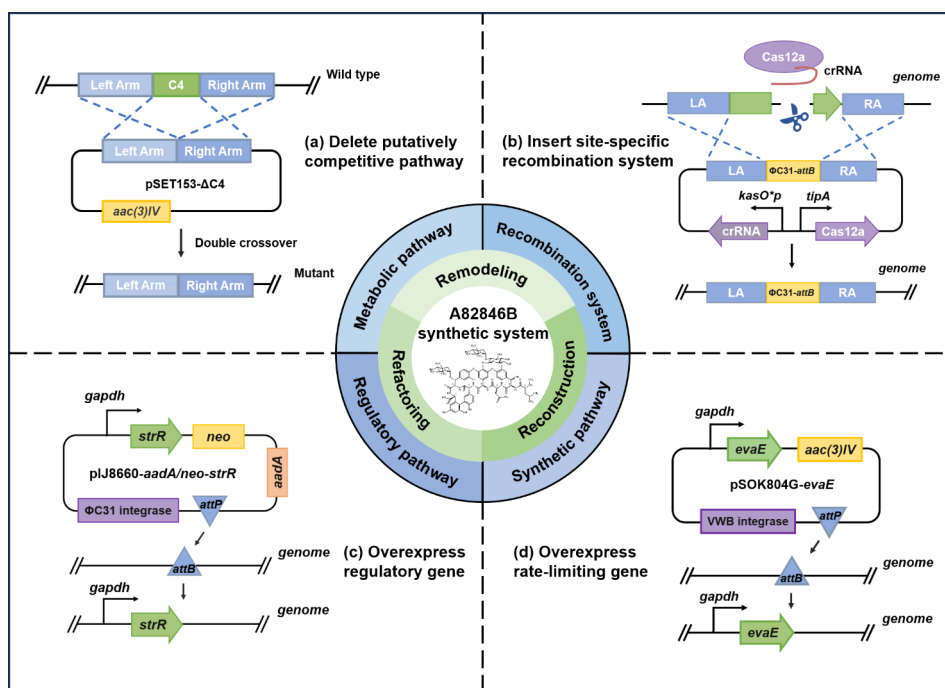 Left Arm
C4
Right Arm
Wild type
Left Arm
Right Arm
pSET153-ΔC4
aac(3)IV
Double crossover
Left Arm
Right Arm
Mutant
(a) Delete putatively
competitive pathway
Cas12a
crRNA
genome
LA
RA
(b) Insert site-specific
recombination system
LA
ΦC31-attB
RA
kasO*p
tipA
crRNA
Cas12a
genome
LA
ΦC31-attB
RA
Metabolic pathway
Recombination system
Regulatory pathway
Synthetic pathway
Remodeling
Refactoring
Reconstruction
A82846B
synthetic system
gapdh
strR
neo
aadA
pIJ8660-aadA/neo-strR
ΦC31 integrase
attP
attB
genome
gapdh
strR
genome
(c) Overexpress
regulatory gene
gapdh
evaE
aac(3)IV
pSOK804G-evaE
VWB integrase
attP
attB
genome
gapdh
evaE
genome
(d) Overexpress
rate-limiting gene